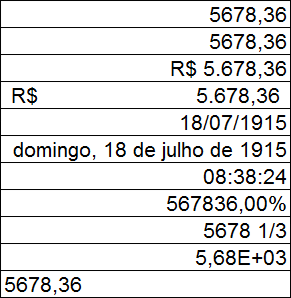 5678,36
5678,36
R$ 5.678,36
R$ 5.678,36
18/07/1915
domingo, 18 de julho de 1915
08:38:24
567836,00%
5678 1/3
5,68E+03
5678,36